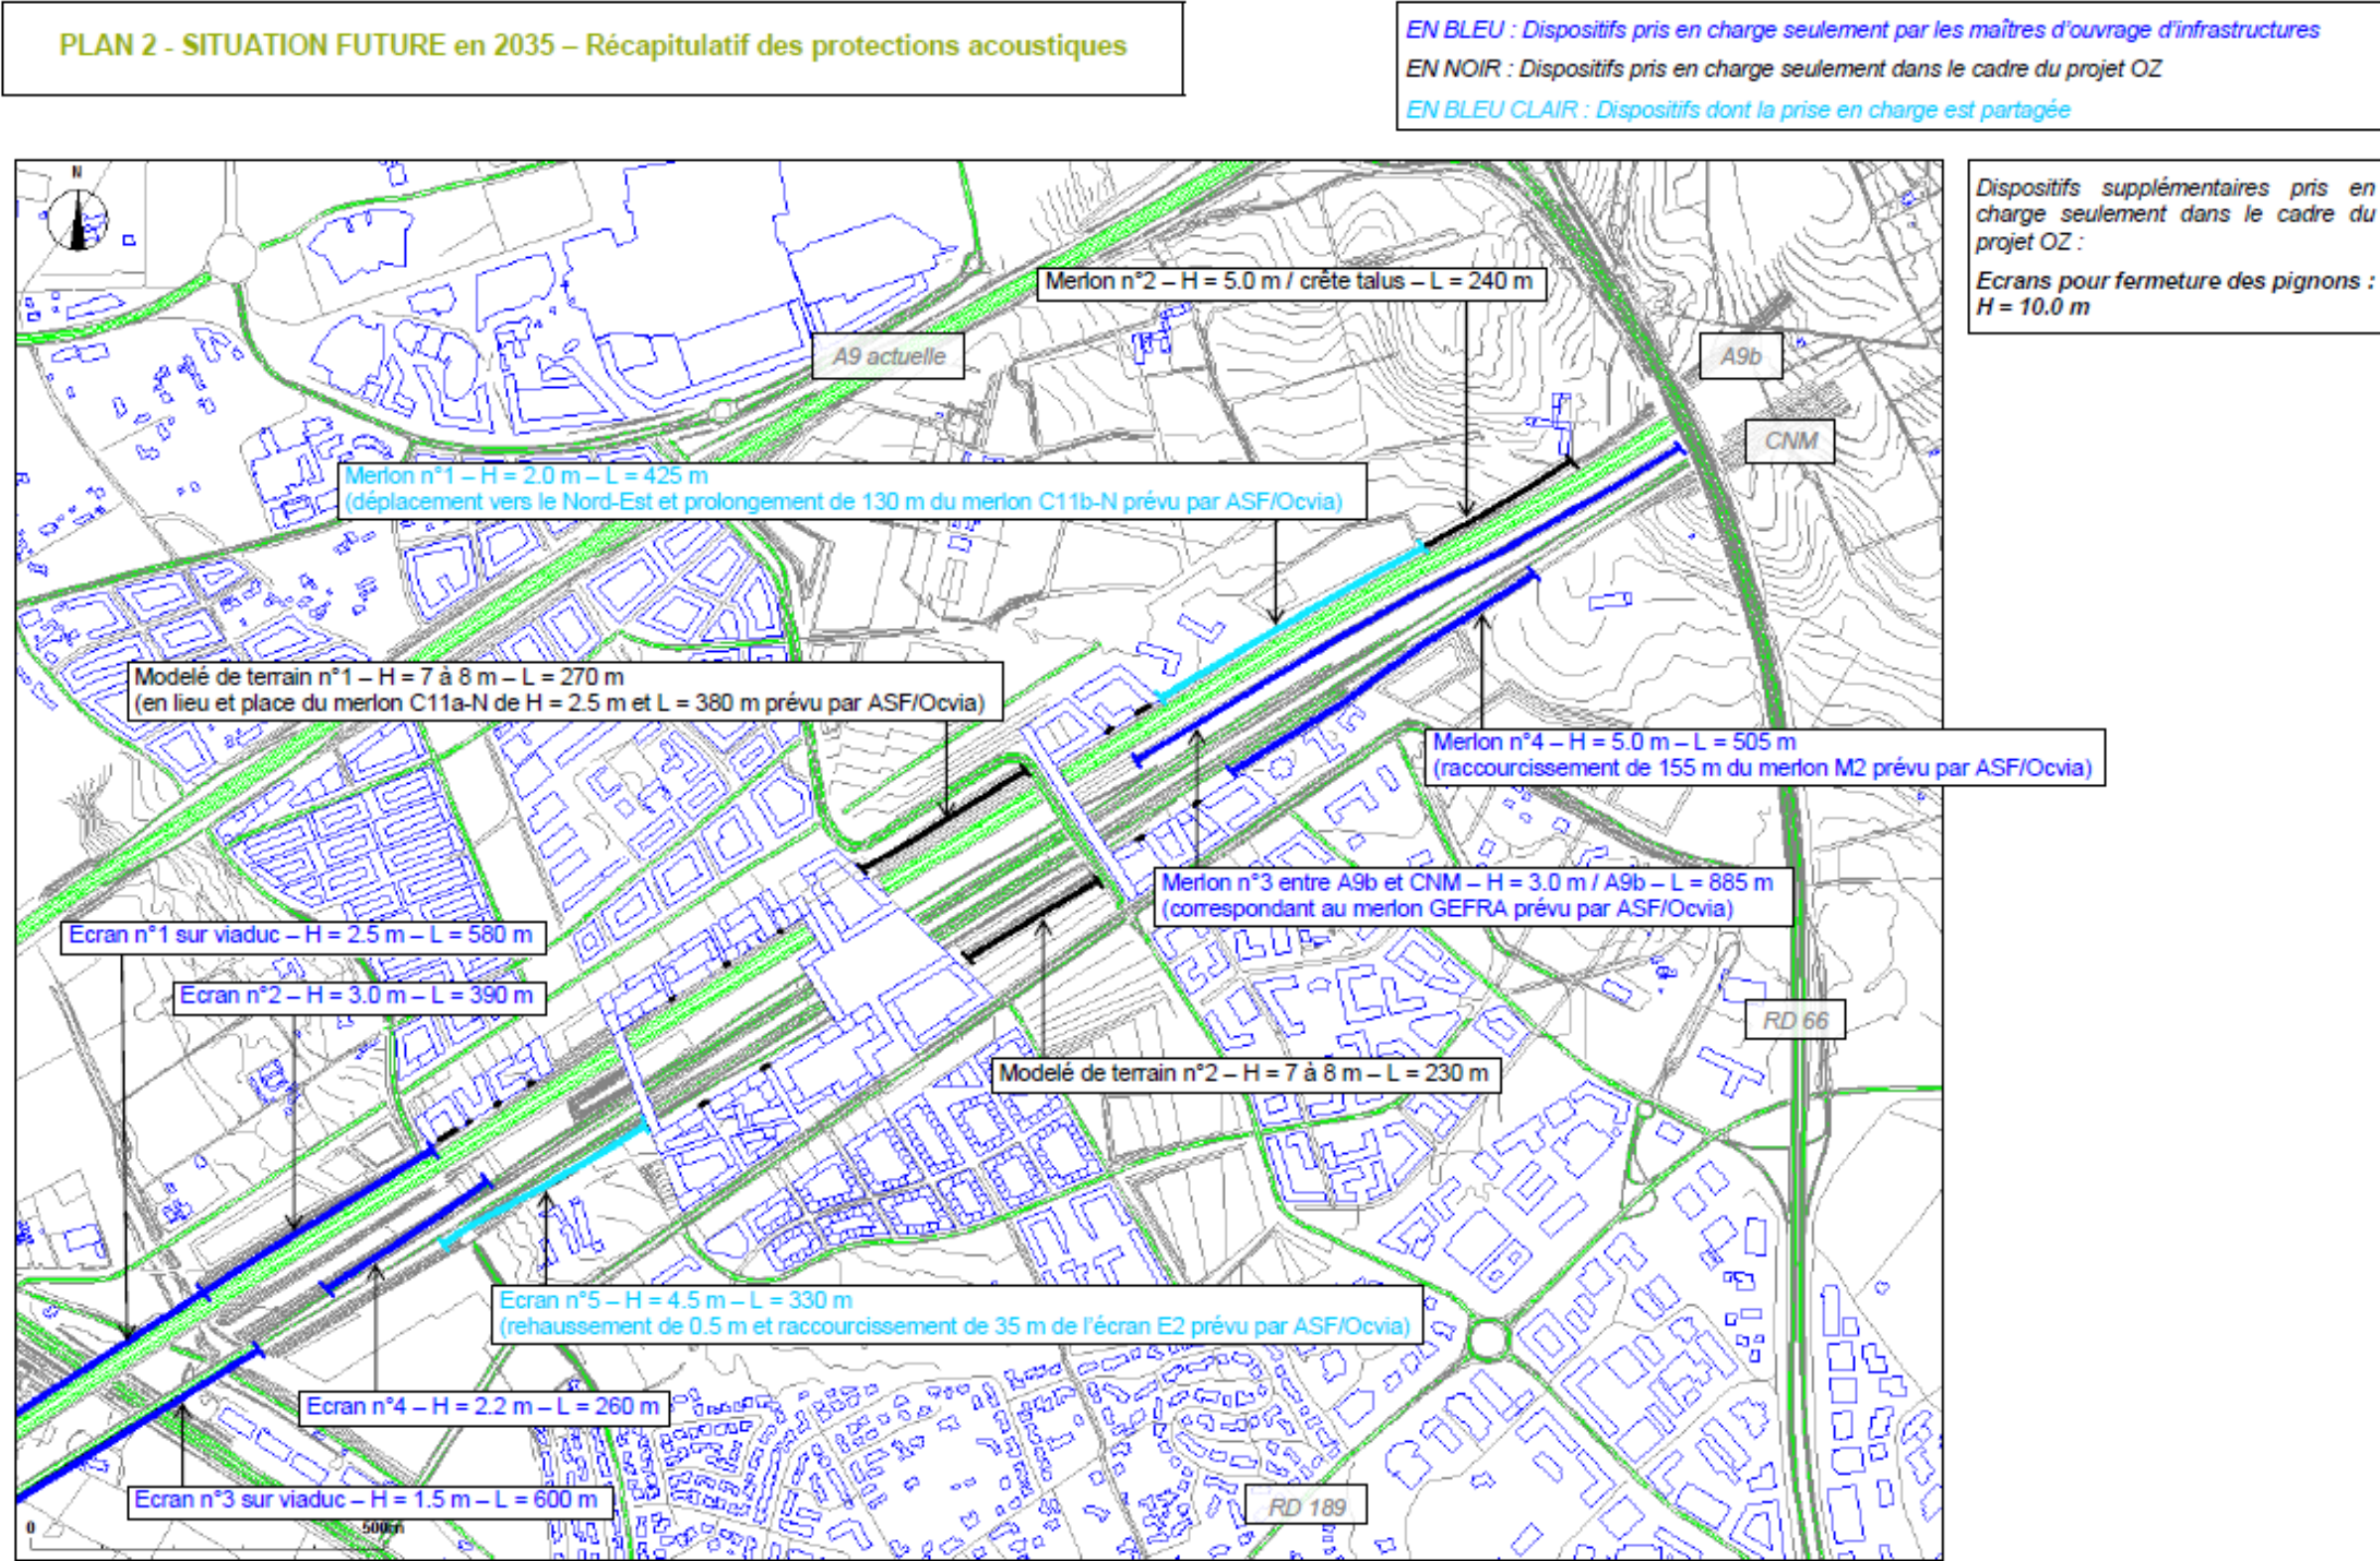 PLAN 2 - SITUATION FUTURE en 2035 – Récapitulatif des protections acoustiques
EN BLEU : Dispositifs pris en charge seulement par les maîtres d'ouvrage d'infrastructures
EN NOIR : Dispositifs pris en charge seulement dans le cadre du projet OZ
EN BLEU CLAIR : Dispositifs dont la prise en charge est partagée
Dispositifs supplémentaires pris en
charge seulement dans le cadre du
projet OZ :
Ecrans pour fermeture des pignons :
H = 10.0 m
N
Merlon n°2 – H = 5.0 m / crête talus – L = 240 m
A9 actuelle
A9b
CNM
Merlon n°1 – H = 2.0 m – L = 425 m
(déplacement vers le Nord-Est et prolongement de 130 m du merlon C11b-N prévu par ASF/Ocvia)
Modelé de terrain n°1 – H = 7 à 8 m – L = 270 m
(en lieu et place du merlon C11a-N de H = 2.5 m et L = 380 m prévu par ASF/Ocvia)
Merlon n°4 – H = 5.0 m – L = 505 m
(raccourcissement de 155 m du merlon M2 prévu par ASF/Ocvia)
Merlon n°3 entre A9b et CNM – H = 3.0 m / A9b – L = 885 m
(correspondant au merlon GEFRA prévu par ASF/Ocvia)
Ecran n°1 sur viaduc – H = 2.5 m – L = 580 m
Ecran n°2 – H = 3.0 m – L = 390 m
RD 66
Modelé de terrain n°2 – H = 7 à 8 m – L = 230 m
Ecran n°5 – H = 4.5 m – L = 330 m
(rehaussement de 0.5 m et raccourcissement de 35 m de l'écran E2 prévu par ASF/Ocvia)
Ecran n°4 – H = 2.2 m – L = 260 m
Ecran n°3 sur viaduc – H = 1.5 m – L = 600 m
RD 189
0 500m